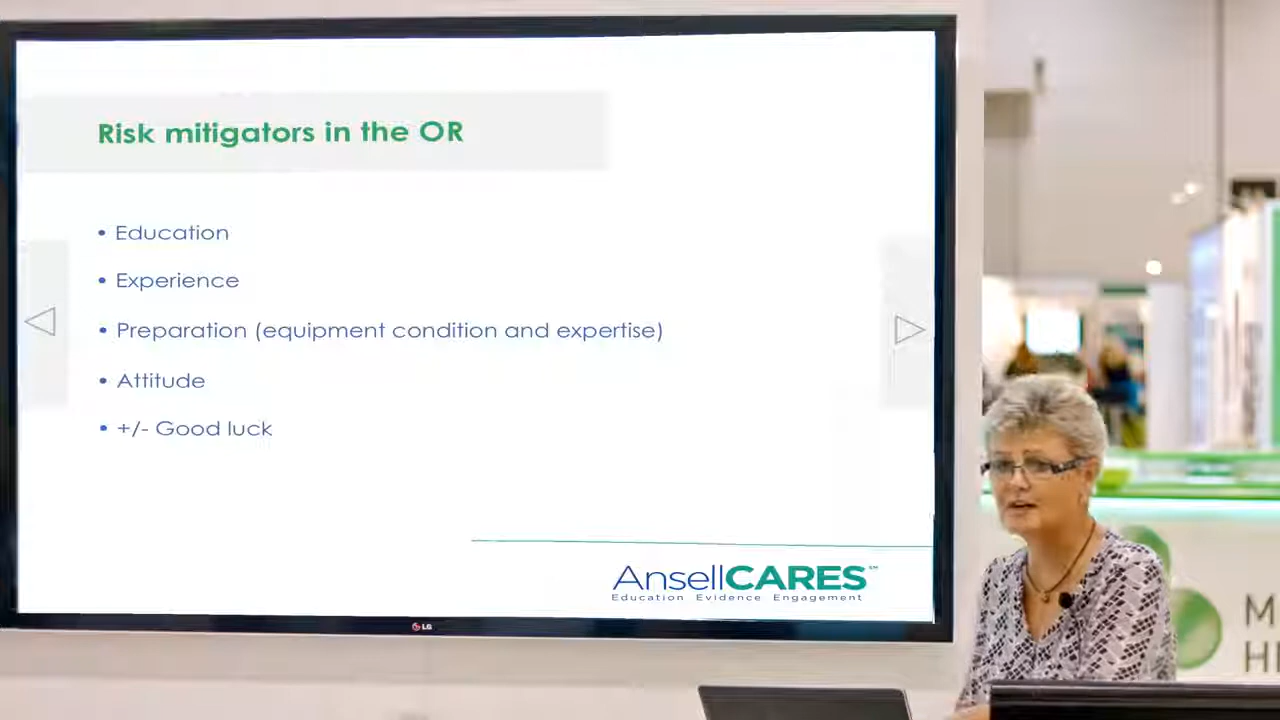 Risk mitigators in the OR
• Education
• Experience
• Preparation (equipment condition and expertise)
• Attitude
• +/- Good luck
AnsellCARES™
Education Evidence Engagement
LG